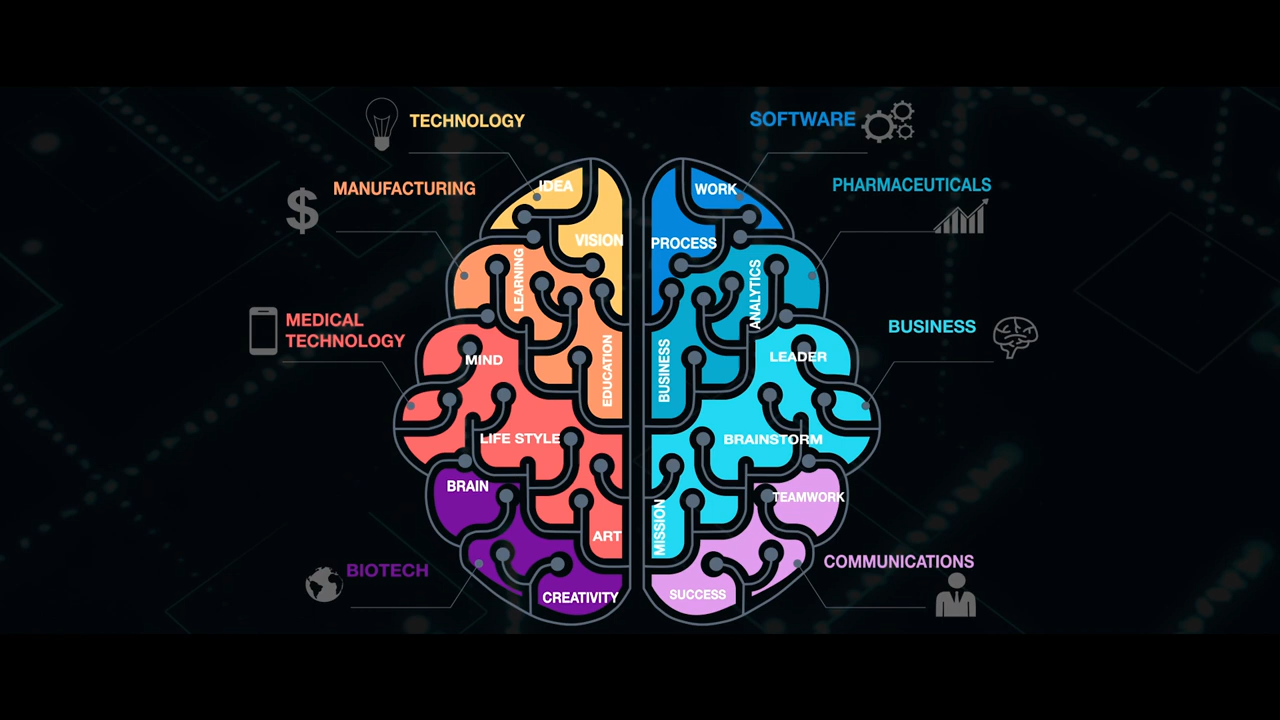 TECHNOLOGY
SOFTWARE
MANUFACTURING
PHARMACEUTICALS
MEDICAL
TECHNOLOGY
BUSINESS
BIOTECH
COMMUNICATIONS
IDEA
VISION
LEARNING
EDUCATION
MIND
LIFE STYLE
BRAIN
ART
CREATIVITY
WORK
PROCESS
ANALYTICS
BUSINESS
LEADER
BRAINSTORM
TEAMWORK
MISSION
SUCCESS